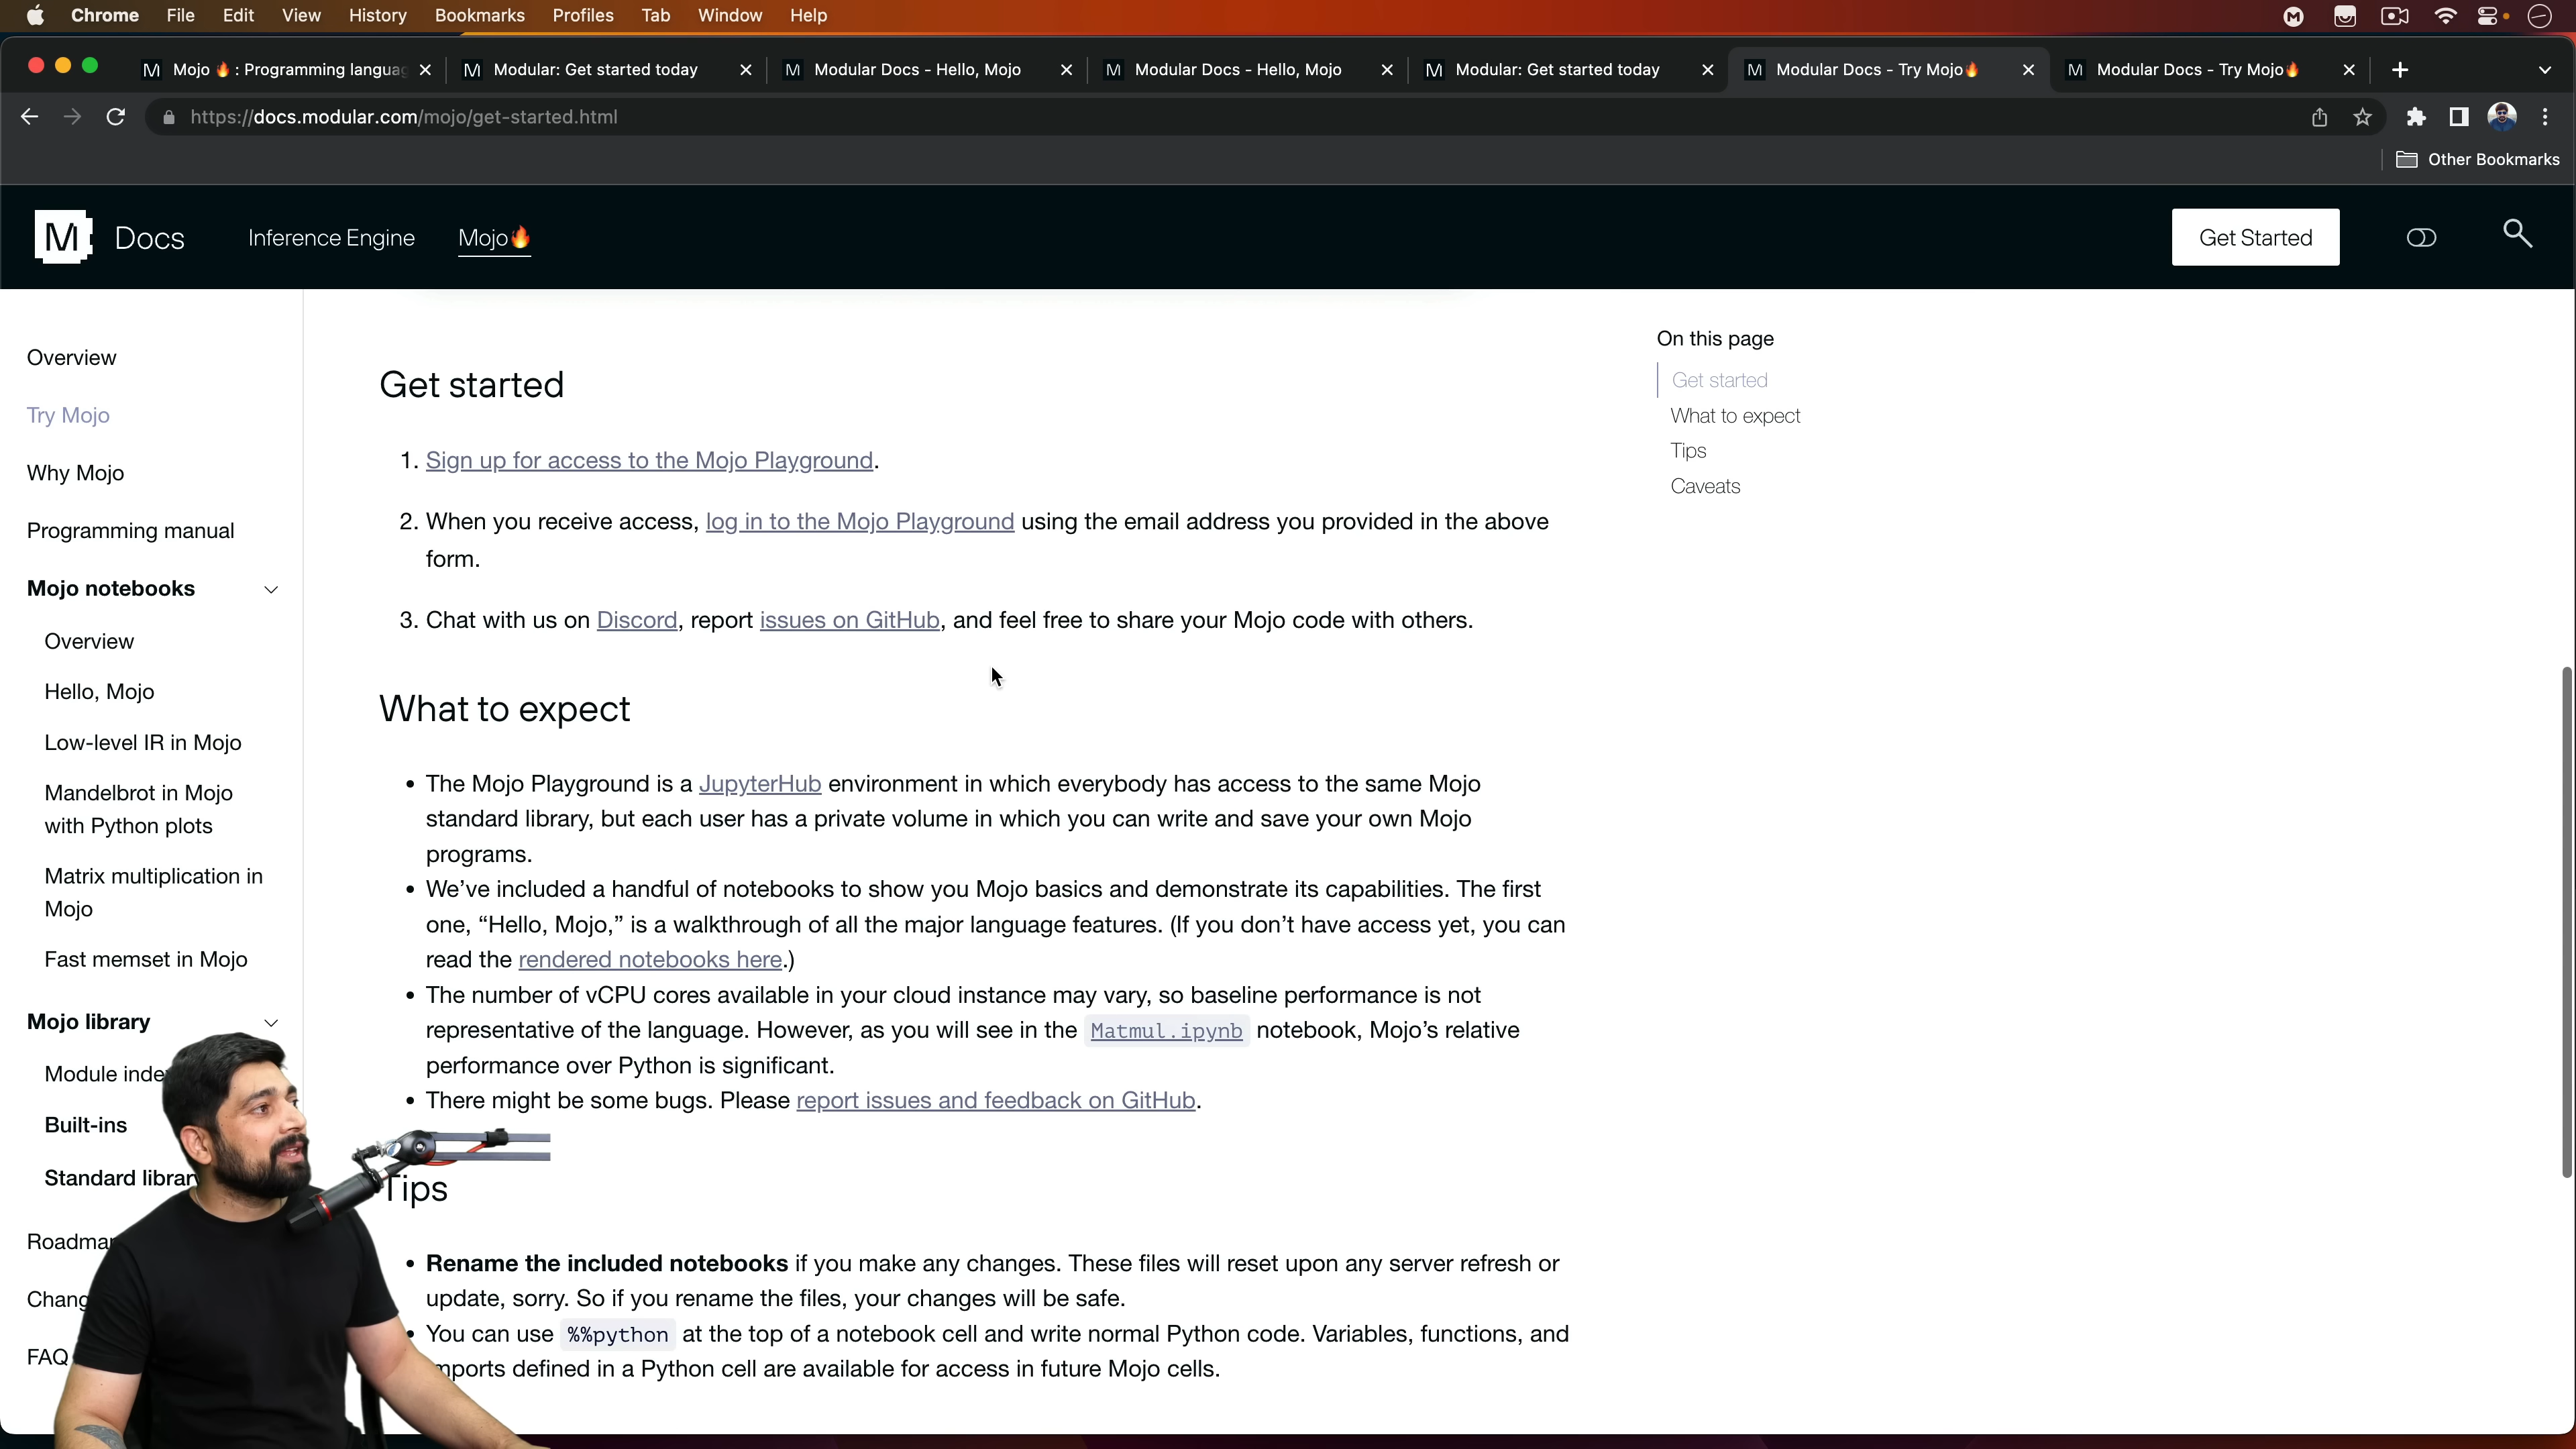 Chrome File Edit View History Bookmarks Profiles Tab Window Help
Mojo 🔥 : Programming languag
Modular: Get started today
Modular Docs - Hello, Mojo
Modular Docs - Hello, Mojo
Modular: Get started today
Modular Docs - Try Mojo🔥
Modular Docs - Try Mojo🔥
https://docs.modular.com/mojo/get-started.html
Other Bookmarks
M Docs Inference Engine Mojo🔥 Get Started
Overview
Try Mojo
Why Mojo
Programming manual
Mojo notebooks
Overview
Hello, Mojo
Low-level IR in Mojo
Mandelbrot in Mojo
with Python plots
Matrix multiplication in
Mojo
Fast memset in Mojo
Mojo library
Module inde
Built-ins
Standard librar
Roadma
Chang
FAQ
Get started
1. Sign up for access to the Mojo Playground.
2. When you receive access, log in to the Mojo Playground using the email address you provided in the above
form.
3. Chat with us on Discord, report issues on GitHub, and feel free to share your Mojo code with others.
What to expect
• The Mojo Playground is a JupyterHub environment in which everybody has access to the same Mojo
standard library, but each user has a private volume in which you can write and save your own Mojo
programs.
• We’ve included a handful of notebooks to show you Mojo basics and demonstrate its capabilities. The first
one, “Hello, Mojo,” is a walkthrough of all the major language features. (If you don’t have access yet, you can
read the rendered notebooks here.)
• The number of vCPU cores available in your cloud instance may vary, so baseline performance is not
representative of the language. However, as you will see in the Matmul.ipynb notebook, Mojo’s relative
performance over Python is significant.
• There might be some bugs. Please report issues and feedback on GitHub.
Tips
• Rename the included notebooks if you make any changes. These files will reset upon any server refresh or
update, sorry. So if you rename the files, your changes will be safe.
• You can use %%python at the top of a notebook cell and write normal Python code. Variables, functions, and
mports defined in a Python cell are available for access in future Mojo cells.
On this page
Get started
What to expect
Tips
Caveats